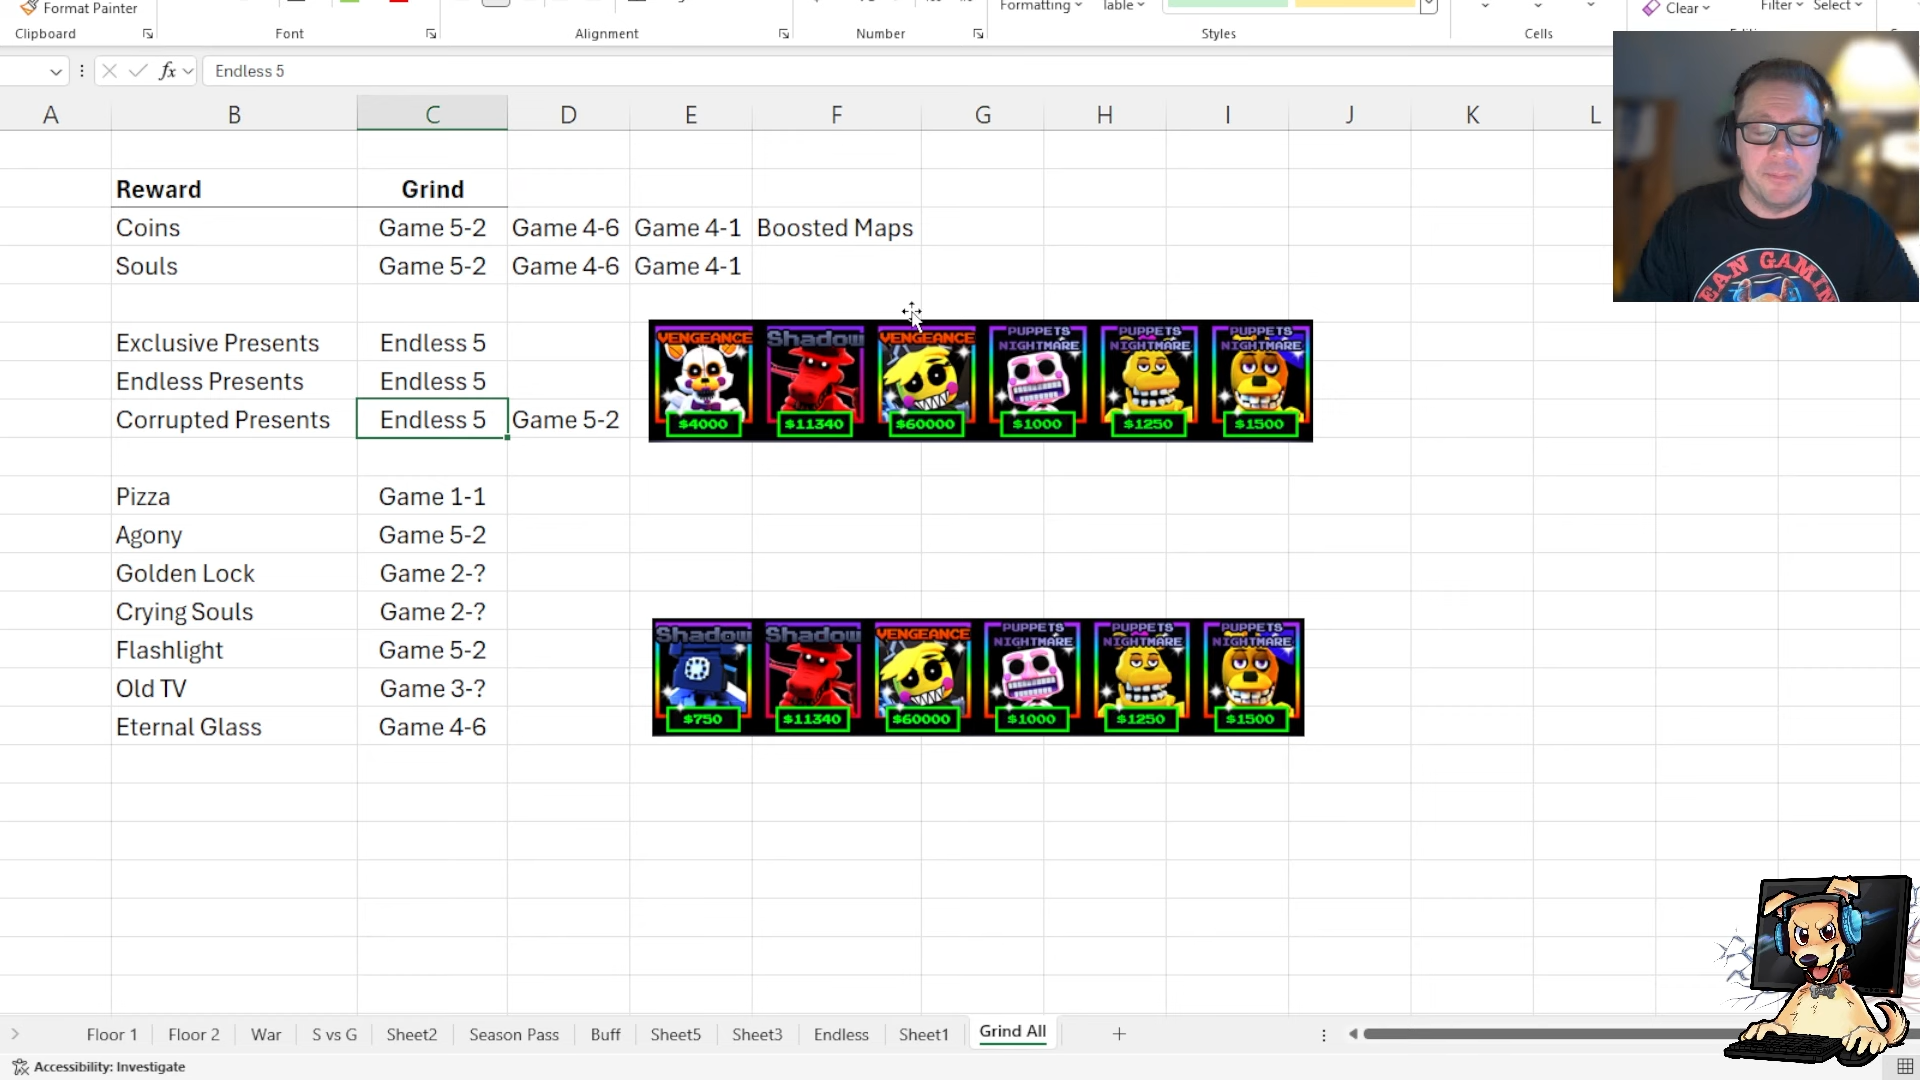 Format Painter
Formatting
Table
Clear
Filter
Select
Clipboard
Font
Alignment
Number
Styles
Cells
fx
Endless 5
A B C D E F G H I J K L
Reward Grind
Coins Game 5-2 Game 4-6 Game 4-1 Boosted Maps
Souls Game 5-2 Game 4-6 Game 4-1
Exclusive Presents Endless 5
Endless Presents Endless 5
Corrupted Presents Endless 5 Game 5-2
VENGEANCE Shadow VENGEANCE PUPPETS NIGHTMARE PUPPETS NIGHTMARE PUPPETS NIGHTMARE
$4000 $11340 $60000 $1000 $1250 $1500
Pizza Game 1-1
Agony Game 5-2
Golden Lock Game 2-?
Crying Souls Game 2-?
Flashlight Game 5-2
Old TV Game 3-?
Eternal Glass Game 4-6
Shadow Shadow VENGEANCE PUPPETS NIGHTMARE PUPPETS NIGHTMARE PUPPETS NIGHTMARE
$750 $11340 $60000 $1000 $1250 $1500
Floor 1 Floor 2 War S vs G Sheet2 Season Pass Buff Sheet5 Sheet3 Endless Sheet1 Grind All
Accessibility: Investigate